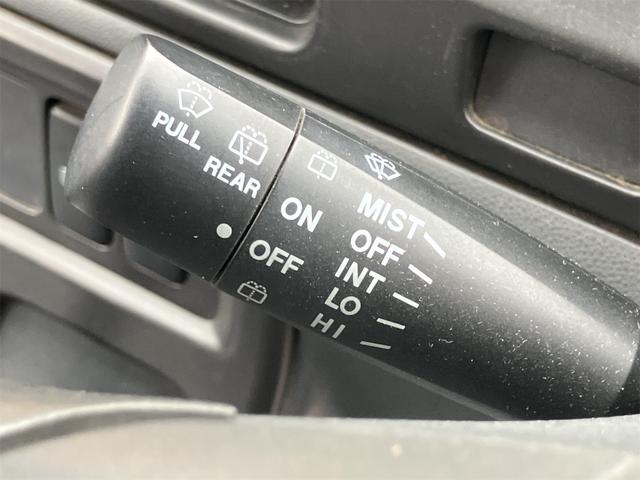 PULL
REAR
ON
OFF
MIST
OFF
INT
LO
HI